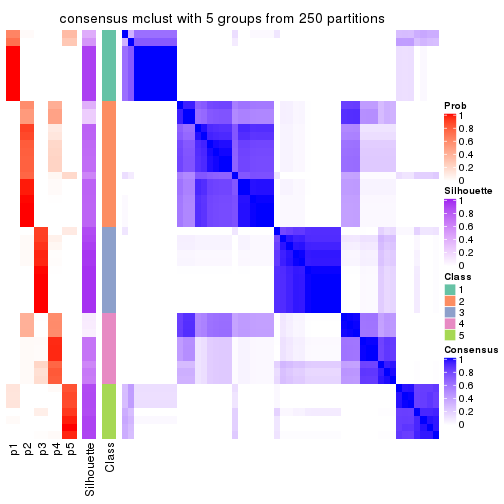 consensus mclust with 5 groups from 250 partitions
Prob
1
0.8
0.6
0.4
0.2
0
Silhouette
1
0.8
0.6
0.4
0.2
0
Class
1
2
3
4
5
Consensus
1
0.8
0.6
0.4
0.2
0
p1
p2
p3
p4
p5
Silhouette
Class